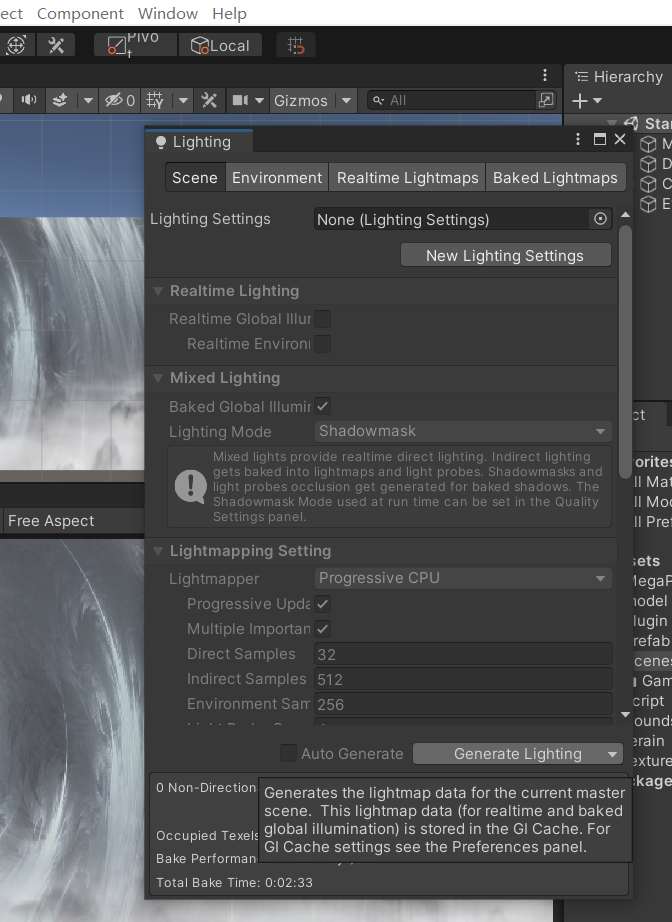 ect Component Window Help
Pivot
Local
0
Gizmos
All
Hierarchy
Star
Lighting
Scene Environment Realtime Lightmaps Baked Lightmaps
Lighting Settings None (Lighting Settings)
New Lighting Settings
Realtime Lighting
Realtime Global Illur
Realtime Environ
Mixed Lighting
Baked Global Illumin
Lighting Mode Shadowmask
Mixed lights provide realtime direct lighting. Indirect lighting
gets baked into lightmaps and light probes. Shadowmasks and
light probes occlusion get generated for baked shadows. The
Shadowmask Mode used at run time can be set in the Quality
Settings panel.
Free Aspect
Lightmapping Setting
Lightmapper Progressive CPU
Progressive Upda
Multiple Importan
Direct Samples 32
Indirect Samples 512
Environment Sam 256
Auto Generate Generate Lighting
0 Non-Direction
Generates the lightmap data for the current master
scene. This lightmap data (for realtime and baked
global illumination) is stored in the GI Cache. For
GI Cache settings see the Preferences panel.
Occupied Texels
Bake Performanc
Total Bake Time: 0:02:33
ct
vorites
ll Mat
ll Mod
ll Pref
sets
MegaP
model
lugin
refab
cenes
Gam
cript
ounds
errain
exture
ckage